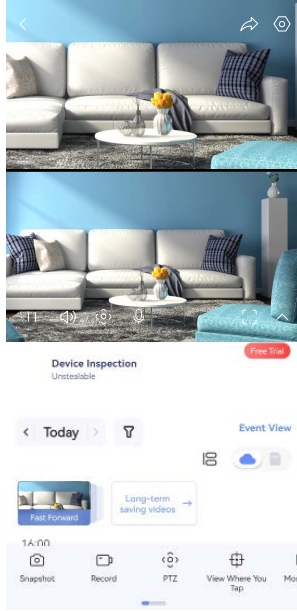 Free Trial
Device Inspection
Unstealable
Today
Event View
Long-term
saving videos
Fast Forward
16:00
Snapshot
Record
PTZ
View Where You
Tap
Mo